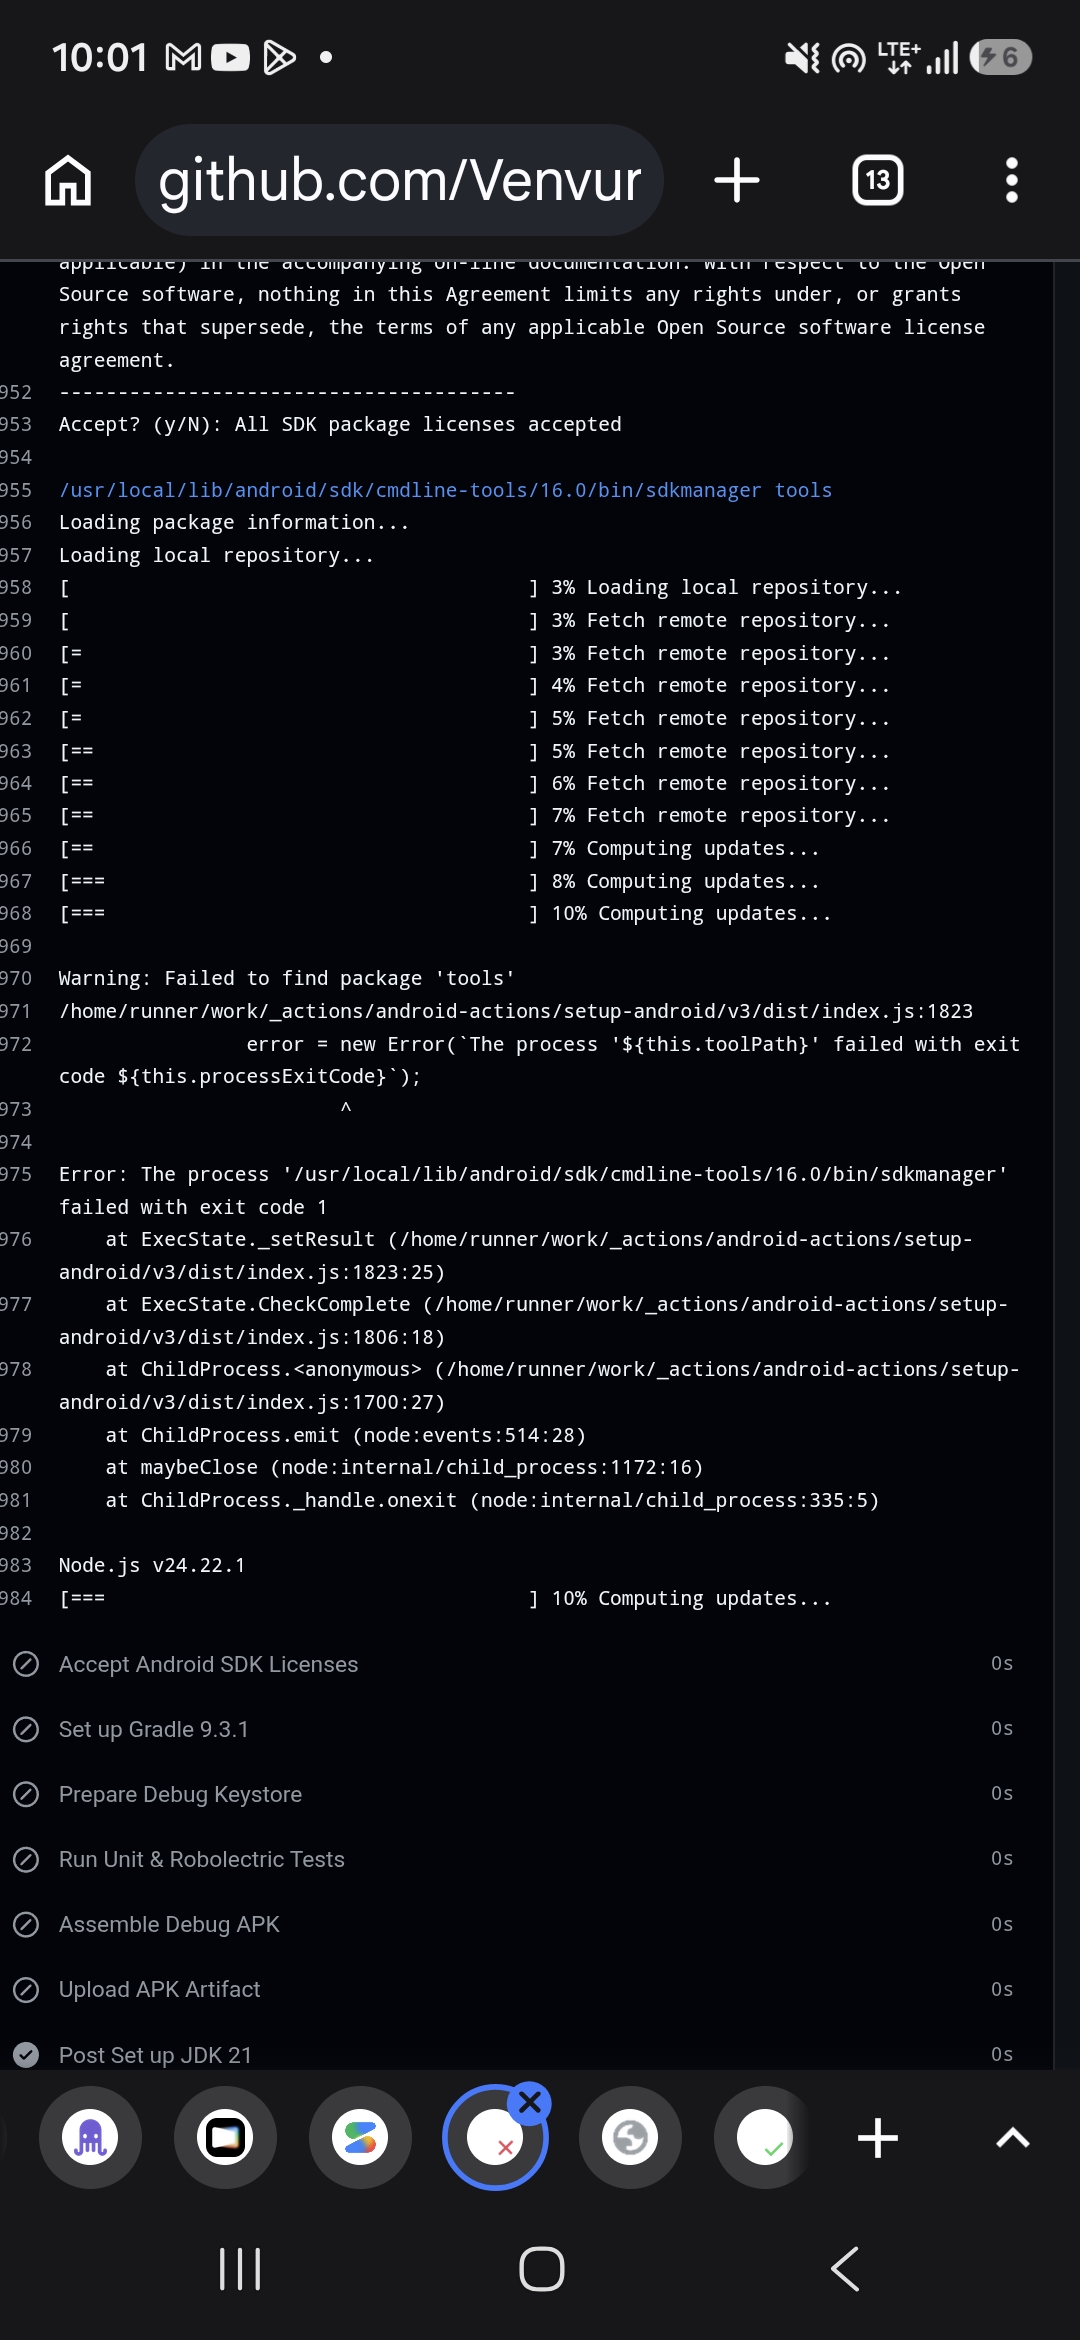 10:01
LTE+
6
github.com/Venvur
13
applicable) in the accompanying on-line documentation. With respect to the Open
Source software, nothing in this Agreement limits any rights under, or grants
rights that supersede, the terms of any applicable Open Source software license
agreement.
952 ---------------------------------------
953 Accept? (y/N): All SDK package licenses accepted
954
955 /usr/local/lib/android/sdk/cmdline-tools/16.0/bin/sdkmanager tools
956 Loading package information...
957 Loading local repository...
958 [                                       ] 3% Loading local repository...
959 [                                       ] 3% Fetch remote repository...
960 [=                                      ] 3% Fetch remote repository...
961 [=                                      ] 4% Fetch remote repository...
962 [=                                      ] 5% Fetch remote repository...
963 [==                                     ] 5% Fetch remote repository...
964 [==                                     ] 6% Fetch remote repository...
965 [==                                     ] 7% Fetch remote repository...
966 [==                                     ] 7% Computing updates...
967 [===                                    ] 8% Computing updates...
968 [===                                    ] 10% Computing updates...
969
970 Warning: Failed to find package 'tools'
971 /home/runner/work/_actions/android-actions/setup-android/v3/dist/index.js:1823
972                 error = new Error(`The process '${this.toolPath}' failed with exit
code ${this.processExitCode}`);
973                         ^
974
975 Error: The process '/usr/local/lib/android/sdk/cmdline-tools/16.0/bin/sdkmanager'
failed with exit code 1
976     at ExecState._setResult (/home/runner/work/_actions/android-actions/setup-
android/v3/dist/index.js:1823:25)
977     at ExecState.CheckComplete (/home/runner/work/_actions/android-actions/setup-
android/v3/dist/index.js:1806:18)
978     at ChildProcess.<anonymous> (/home/runner/work/_actions/android-actions/setup-
android/v3/dist/index.js:1700:27)
979     at ChildProcess.emit (node:events:514:28)
980     at maybeClose (node:internal/child_process:1172:16)
981     at ChildProcess._handle.onexit (node:internal/child_process:335:5)
982
983 Node.js v24.22.1
984 [===                                    ] 10% Computing updates...
Accept Android SDK Licenses 0s
Set up Gradle 9.3.1 0s
Prepare Debug Keystore 0s
Run Unit & Robolectric Tests 0s
Assemble Debug APK 0s
Upload APK Artifact 0s
Post Set up JDK 21 0s